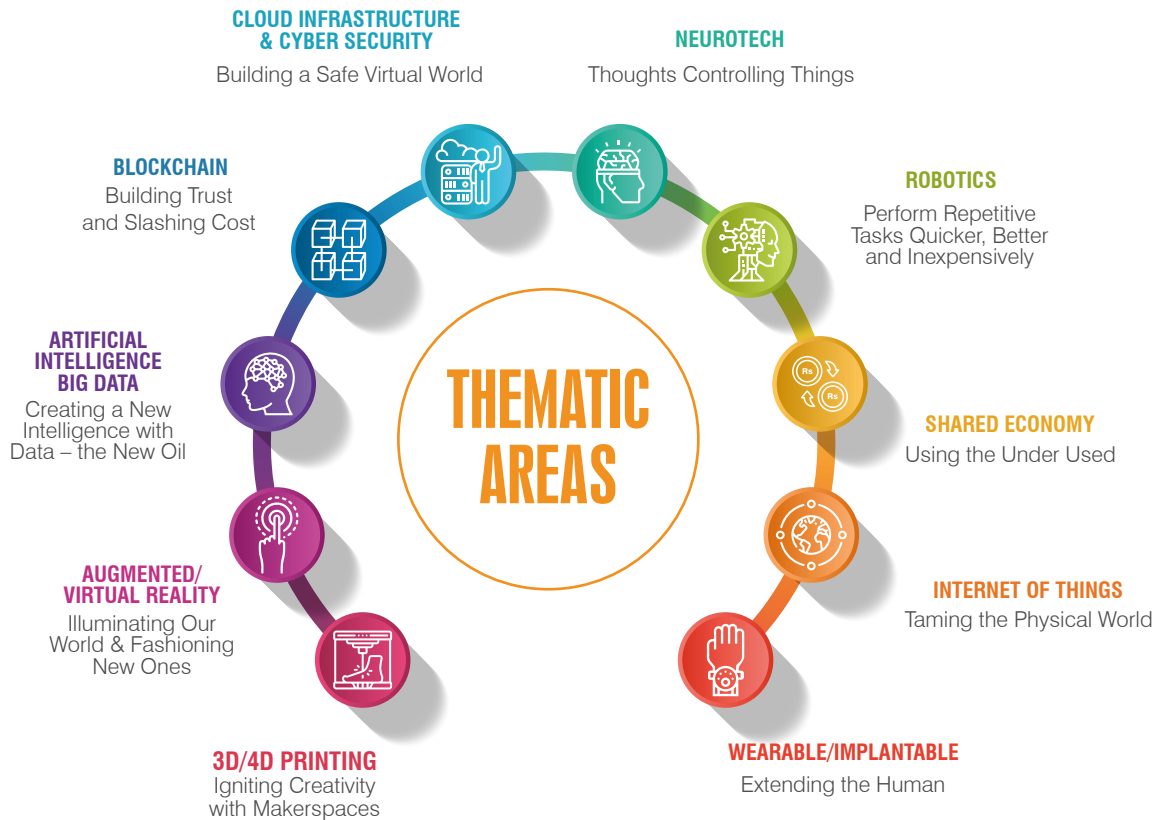 CLOUD INFRASTRUCTURE
& CYBER SECURITY
Building a Safe Virtual World
NEUROTECH
Thoughts Controlling Things
BLOCKCHAIN
Building Trust
and Slashing Cost
ROBOTICS
Perform Repetitive
Tasks Quicker, Better
and Inexpensively
ARTIFICIAL
INTELLIGENCE
BIG DATA
Creating a New
Intelligence with
Data – the New Oil
THEMATIC
AREAS
Rs
Rs
SHARED ECONOMY
Using the Under Used
AUGMENTED/
VIRTUAL REALITY
Illuminating Our
World & Fashioning
New Ones
INTERNET OF THINGS
Taming the Physical World
3D/4D PRINTING
Igniting Creativity
with Makerspaces
WEARABLE/IMPLANTABLE
Extending the Human